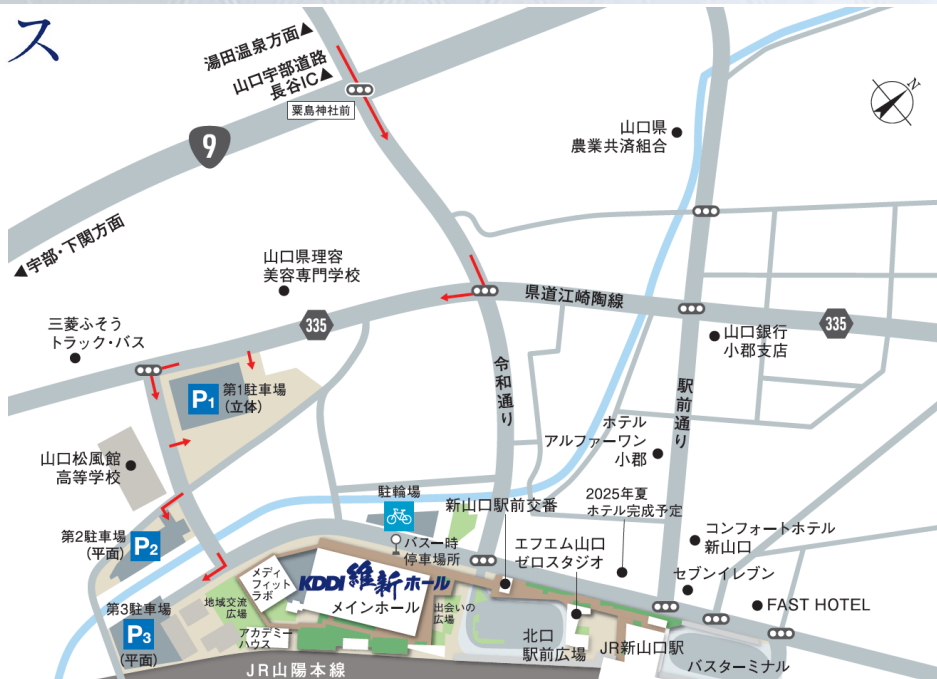 ス
湯田温泉方面▲
山口宇部道路
長谷IC▲
粟島神社前
9
N
山口県
農業共済組合
▲宇部・下関方面
山口県理容
美容専門学校
県道江崎陶線
335
335
三菱ふそう
トラック・バス
山口銀行
小郡支店
P1 第1駐車場
(立体)
令和通り
駅前通り
ホテル
アルファーワン
小郡
山口松風館
高等学校
駐輪場
新山口駅前交番
2025年夏
ホテル完成予定
第2駐車場
(平面)
P2
バス一時
停車場所
エフエム山口
ゼロスタジオ
コンフォートホテル
新山口
メディ
フィット
ラボ
KDDI 維新ホール
メインホール
セブンイレブン
FAST HOTEL
第3駐車場
P3
(平面)
地域交流
広場
アカデミー
ハウス
出会いの
広場
北口
駅前広場
JR新山口駅
バスターミナル
JR山陽本線